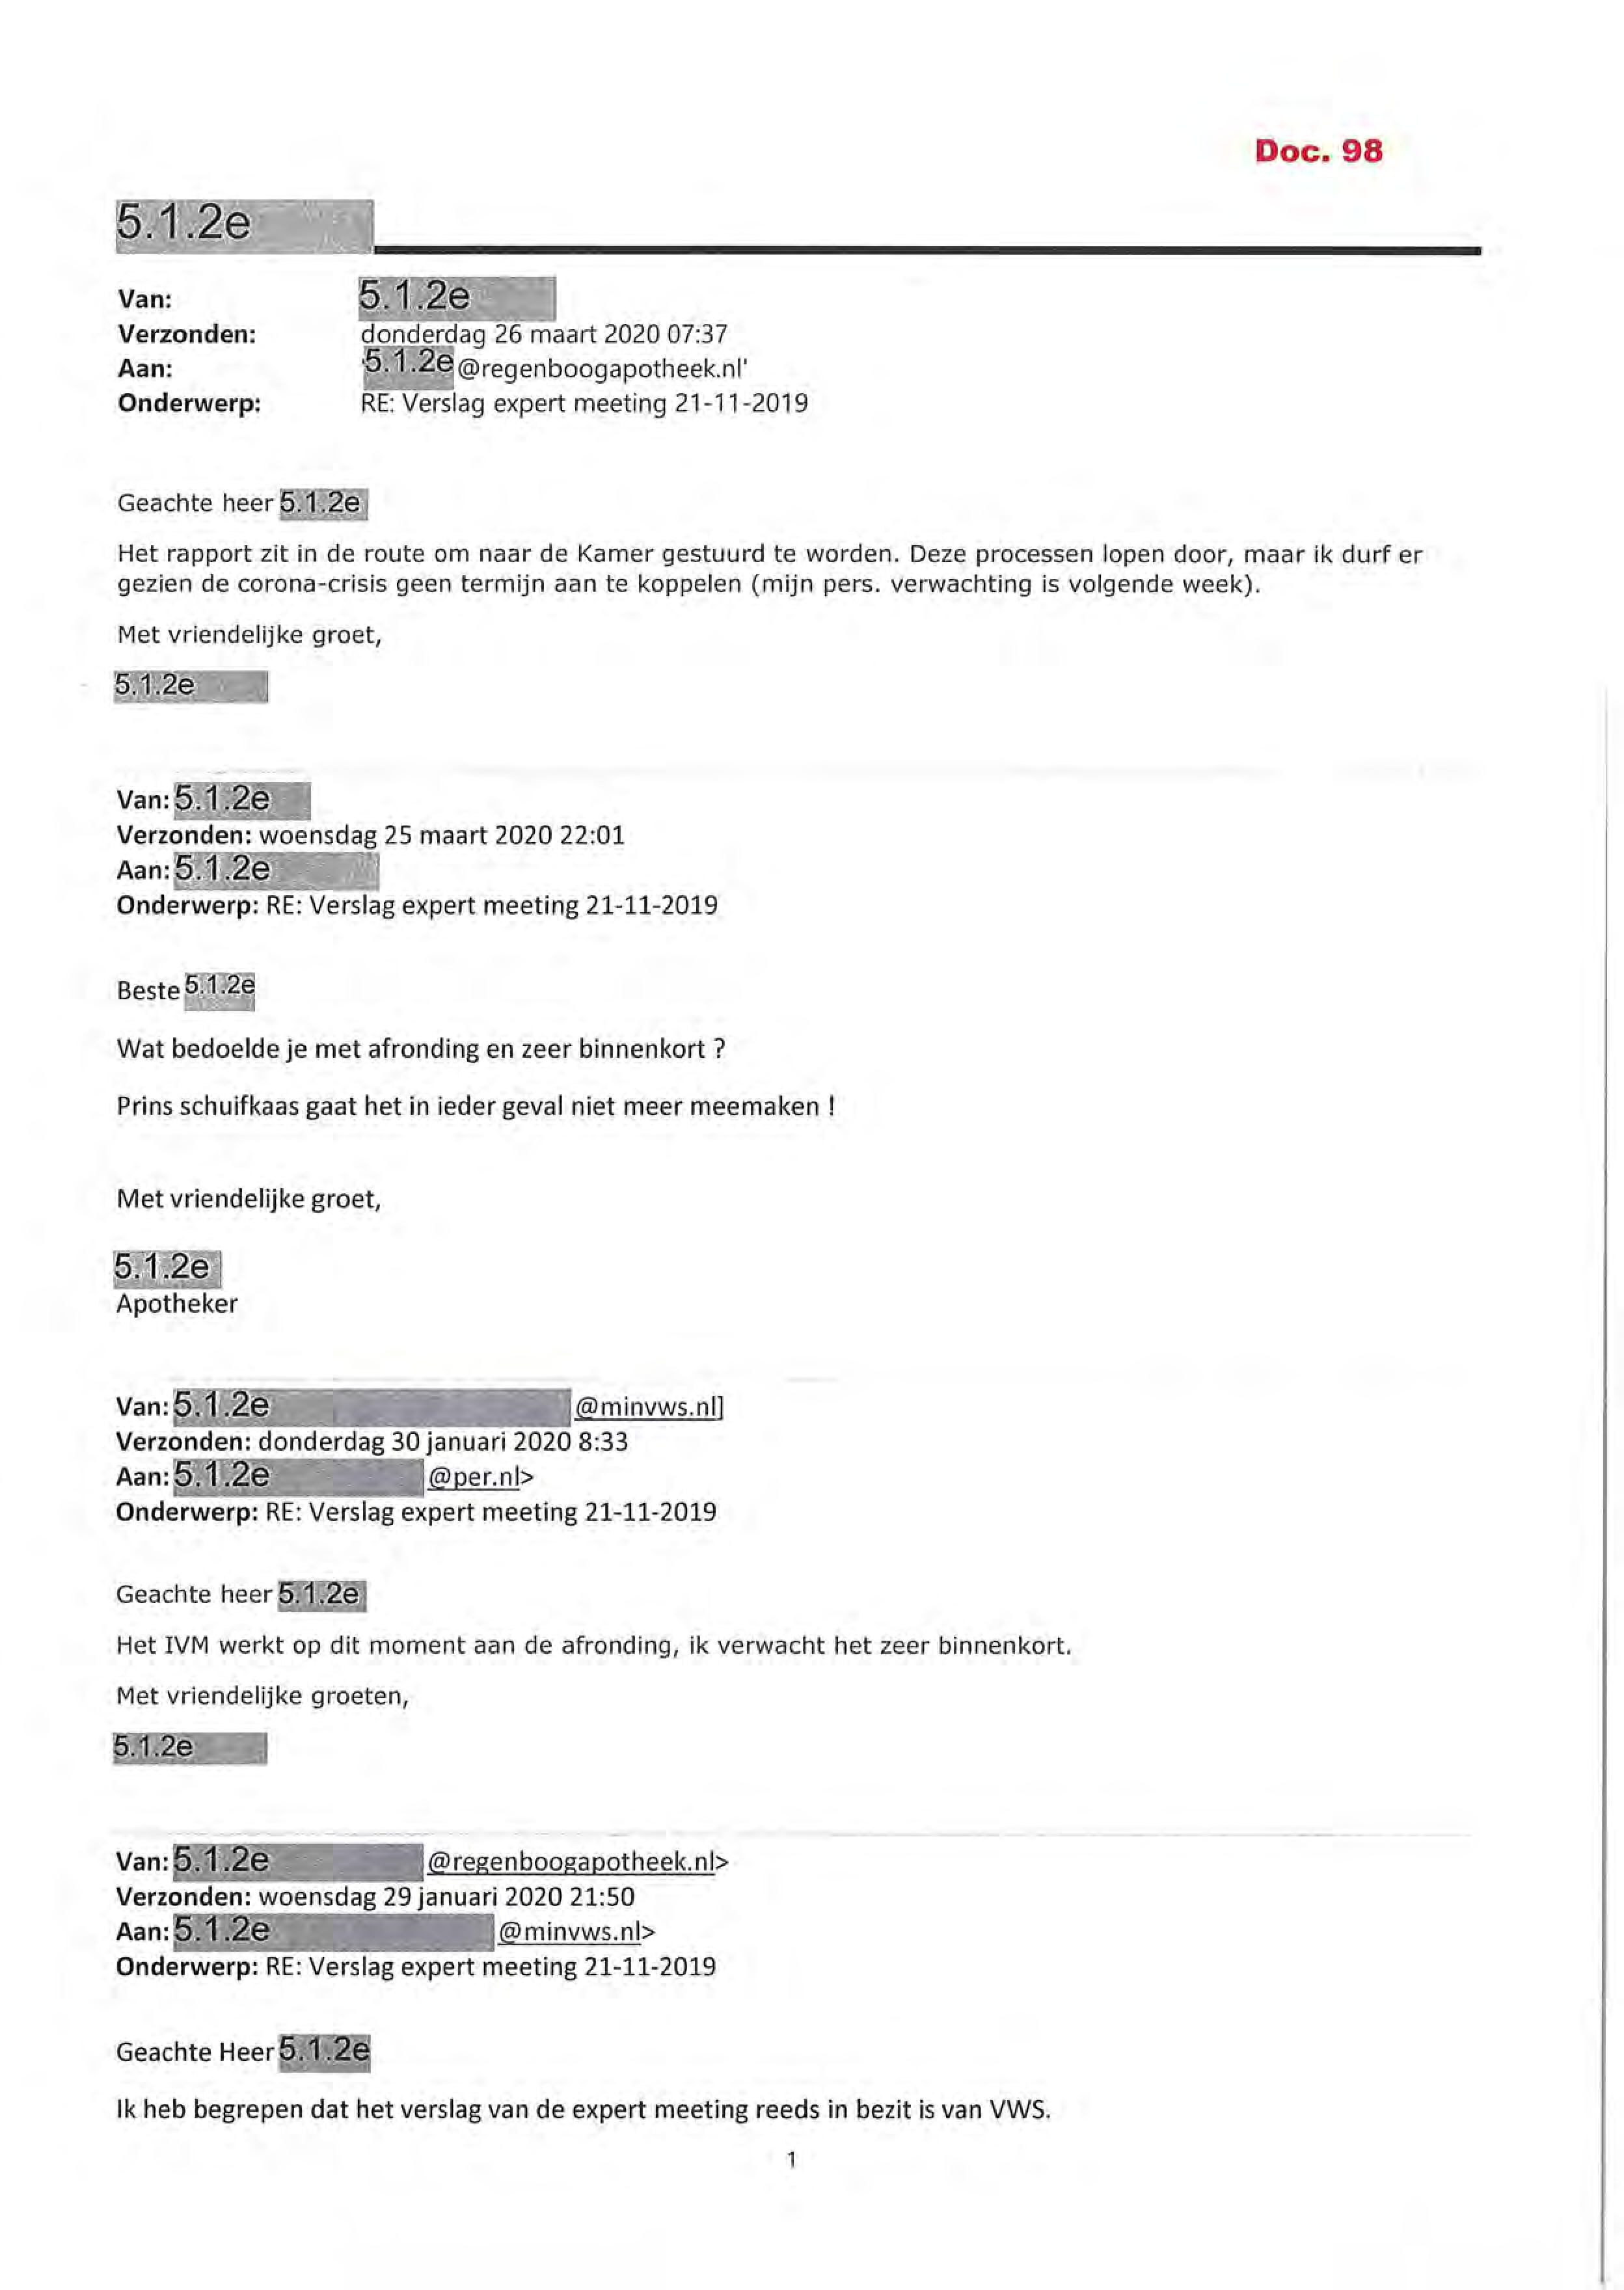 Doc. 98
5.1.2e
Van: 5.1.2e
Verzonden: donderdag 26 maart 2020 07:37
Aan: '5.1.2e@regenboogapotheek.nl'
Onderwerp: RE: Verslag expert meeting 21-11-2019
Geachte heer 5.1.2e
Het rapport zit in de route om naar de Kamer gestuurd te worden. Deze processen lopen door, maar ik durf er
gezien de corona-crisis geen termijn aan te koppelen (mijn pers. verwachting is volgende week).
Met vriendelijke groet,
5.1.2e
Van: 5.1.2e
Verzonden: woensdag 25 maart 2020 22:01
Aan: 5.1.2e
Onderwerp: RE: Verslag expert meeting 21-11-2019
Beste 5.1.2e
Wat bedoelde je met afronding en zeer binnenkort ?
Prins schuifkaas gaat het in ieder geval niet meer meemaken !
Met vriendelijke groet,
5.1.2e
Apotheker
Van: 5.1.2e @minvws.nl]
Verzonden: donderdag 30 januari 2020 8:33
Aan: 5.1.2e @per.nl>
Onderwerp: RE: Verslag expert meeting 21-11-2019
Geachte heer 5.1.2e
Het IVM werkt op dit moment aan de afronding, ik verwacht het zeer binnenkort.
Met vriendelijke groeten,
5.1.2e
Van: 5.1.2e @regenboogapotheek.nl>
Verzonden: woensdag 29 januari 2020 21:50
Aan: 5.1.2e @minvws.nl>
Onderwerp: RE: Verslag expert meeting 21-11-2019
Geachte Heer 5.1.2e
Ik heb begrepen dat het verslag van de expert meeting reeds in bezit is van VWS.
1